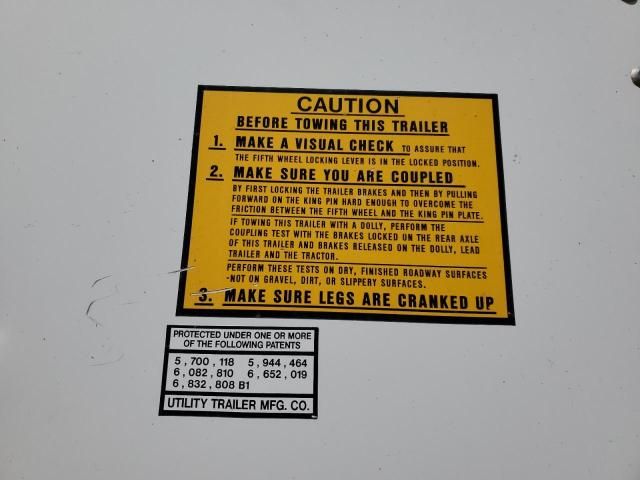 CAUTION
BEFORE TOWING THIS TRAILER
1. MAKE A VISUAL CHECK TO ASSURE THAT
THE FIFTH WHEEL LOCKING LEVER IS IN THE LOCKED POSITION.
2. MAKE SURE YOU ARE COUPLED
BY FIRST LOCKING THE TRAILER BRAKES AND THEN BY PULLING
FORWARD ON THE KING PIN HARD ENOUGH TO OVERCOME THE
FRICTION BETWEEN THE FIFTH WHEEL AND THE KING PIN PLATE.
IF TOWING THIS TRAILER WITH A DOLLY, PERFORM THE
COUPLING TEST WITH THE BRAKES LOCKED ON THE REAR AXLE
OF THIS TRAILER AND BRAKES RELEASED ON THE DOLLY, LEAD
TRAILER AND THE TRACTOR.
PERFORM THESE TESTS ON DRY, FINISHED ROADWAY SURFACES
-NOT ON GRAVEL, DIRT, OR SLIPPERY SURFACES.
3. MAKE SURE LEGS ARE CRANKED UP
PROTECTED UNDER ONE OR MORE
OF THE FOLLOWING PATENTS
5,700,118 5,944,464
6,082,810 6,652,019
6,832,808 B1
UTILITY TRAILER MFG. CO.